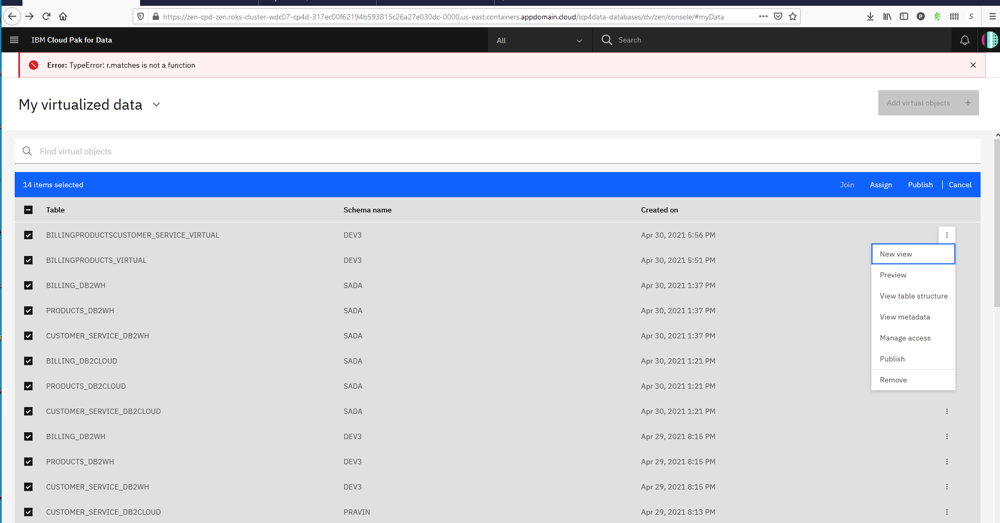 https://zen-cpd-zen.roks-cluster-wdc07-cp4d-317ec00f62194b593815c26a27e030dc-0000.us-east.containers.appdomain.cloud/icp4data-databases/dv/zen/console/#myData
IBM Cloud Pak for Data
All
Search
Error: TypeError: r.matches is not a function
My virtualized data
Add virtual objects +
Find virtual objects
14 items selected
Join Assign Publish | Cancel
Table Schema name Created on
BILLINGPRODUCTSCUSTOMER_SERVICE_VIRTUAL DEV3 Apr 30, 2021 5:56 PM
New view
BILLINGPRODUCTS_VIRTUAL DEV3 Apr 30, 2021 5:51 PM
Preview
BILLING_DB2WH SADA Apr 30, 2021 1:37 PM
View table structure
PRODUCTS_DB2WH SADA Apr 30, 2021 1:37 PM
View metadata
CUSTOMER_SERVICE_DB2WH SADA Apr 30, 2021 1:37 PM
Manage access
BILLING_DB2CLOUD SADA Apr 30, 2021 1:21 PM
Publish
PRODUCTS_DB2CLOUD SADA Apr 30, 2021 1:21 PM
Remove
CUSTOMER_SERVICE_DB2CLOUD SADA Apr 30, 2021 1:21 PM
BILLING_DB2WH DEV3 Apr 29, 2021 8:15 PM
PRODUCTS_DB2WH DEV3 Apr 29, 2021 8:15 PM
CUSTOMER_SERVICE_DB2WH DEV3 Apr 29, 2021 8:15 PM
CUSTOMER_SERVICE_DB2CLOUD PRAVIN Apr 29, 2021 8:13 PM